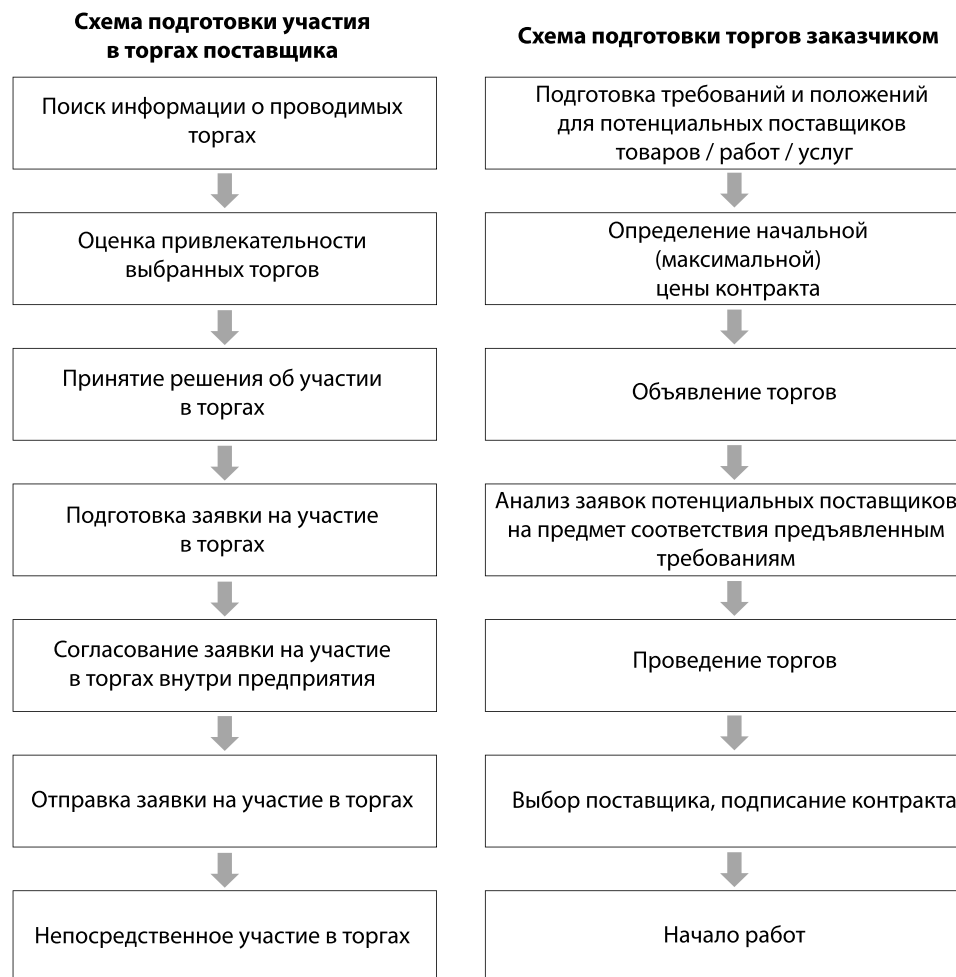 Схема подготовки участия
в торгах поставщика
Поиск информации о проводимых
торгах
Оценка привлекательности
выбранных торгов
Принятие решения об участии
в торгах
Подготовка заявки на участие
в торгах
Согласование заявки на участие
в торгах внутри предприятия
Отправка заявки на участие в торгах
Непосредственное участие в торгах
Схема подготовки торгов заказчиком
Подготовка требований и положений
для потенциальных поставщиков
товаров / работ / услуг
Определение начальной
(максимальной)
цены контракта
Объявление торгов
Анализ заявок потенциальных поставщиков
на предмет соответствия предъявленным
требованиям
Проведение торгов
Выбор поставщика, подписание контракта
Начало работ